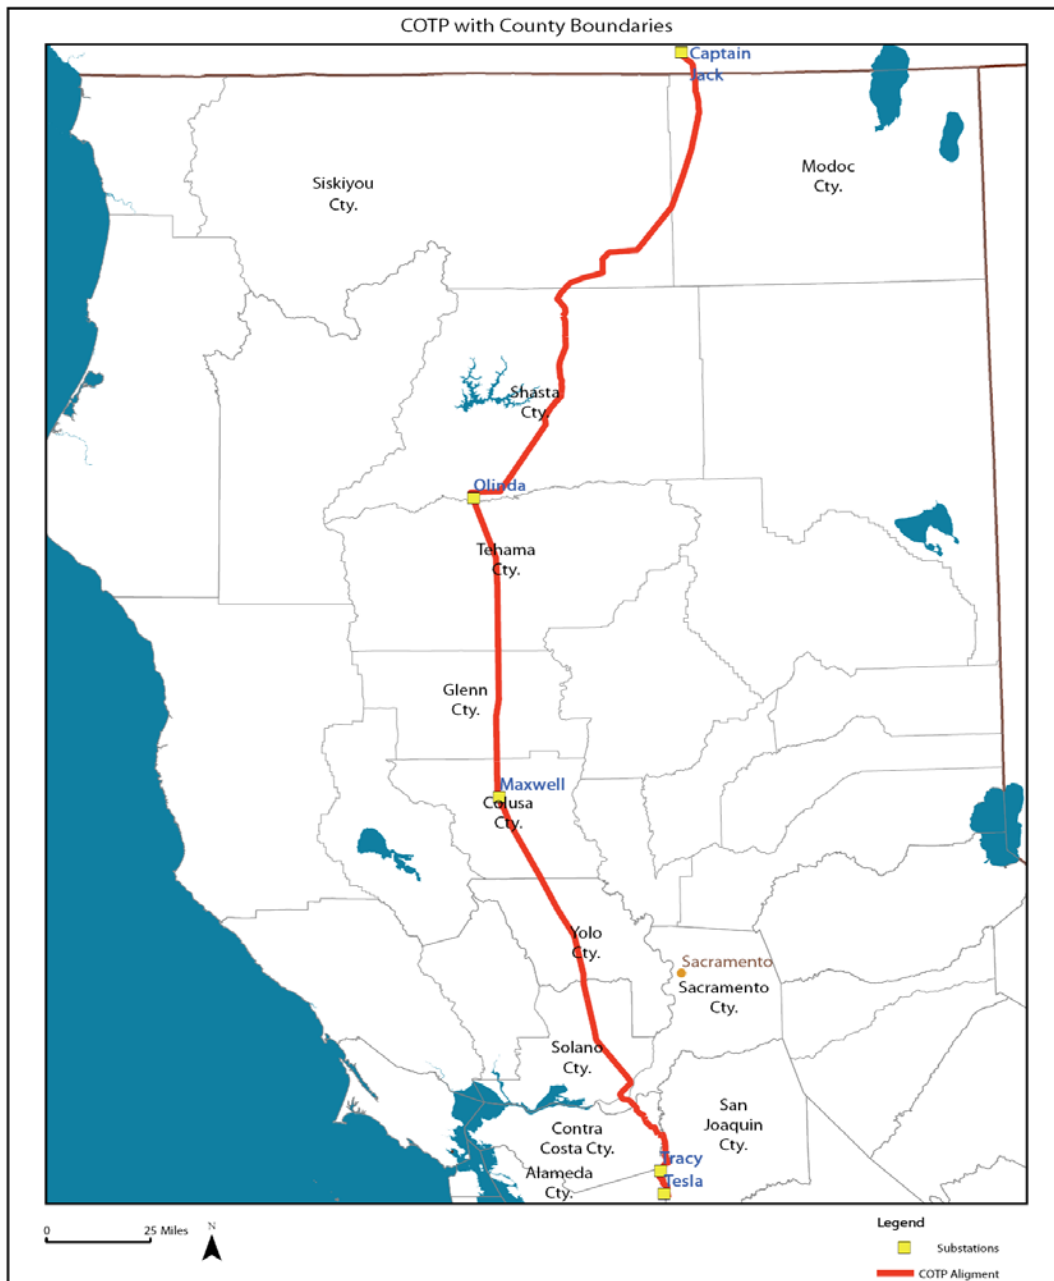 COTP with County Boundaries
Captain
Jack
Modoc
Cty.
Siskiyou
Cty.
Shasta
Cty.
Olinda
Tehama
Cty.
Glenn
Cty.
Maxwell
Colusa
Cty.
Yolo
Cty.
Sacramento
Sacramento
Cty.
Solano
Cty.
San
Joaquin
Cty.
Contra
Costa Cty.
Tracy
Alameda
Cty.
Tesla
0 25 Miles
N
Legend
Substations
COTP Aligment